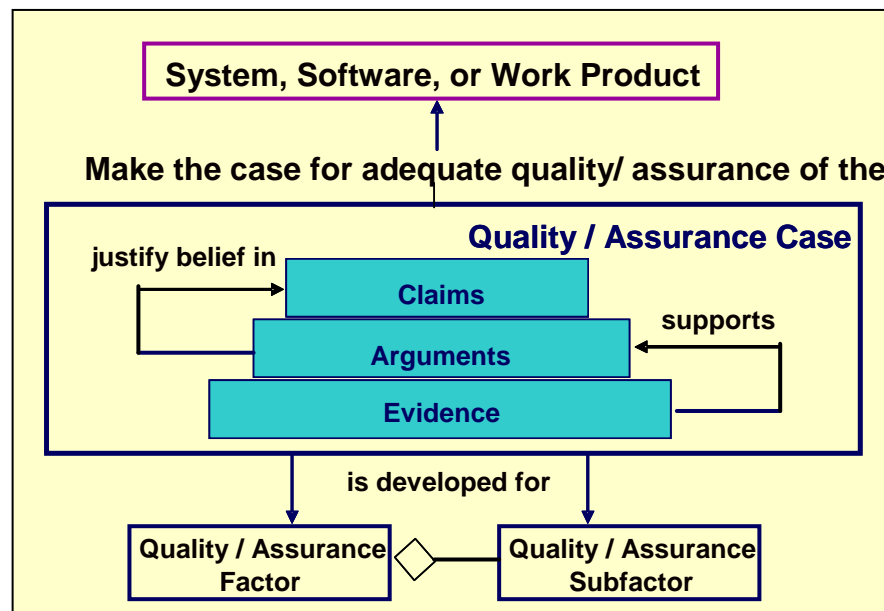 System, Software, or Work Product
Make the case for adequate quality/ assurance of the
Quality / Assurance Case
justify belief in
Claims
supports
Arguments
Evidence
is developed for
Quality / Assurance
Factor
Quality / Assurance
Subfactor